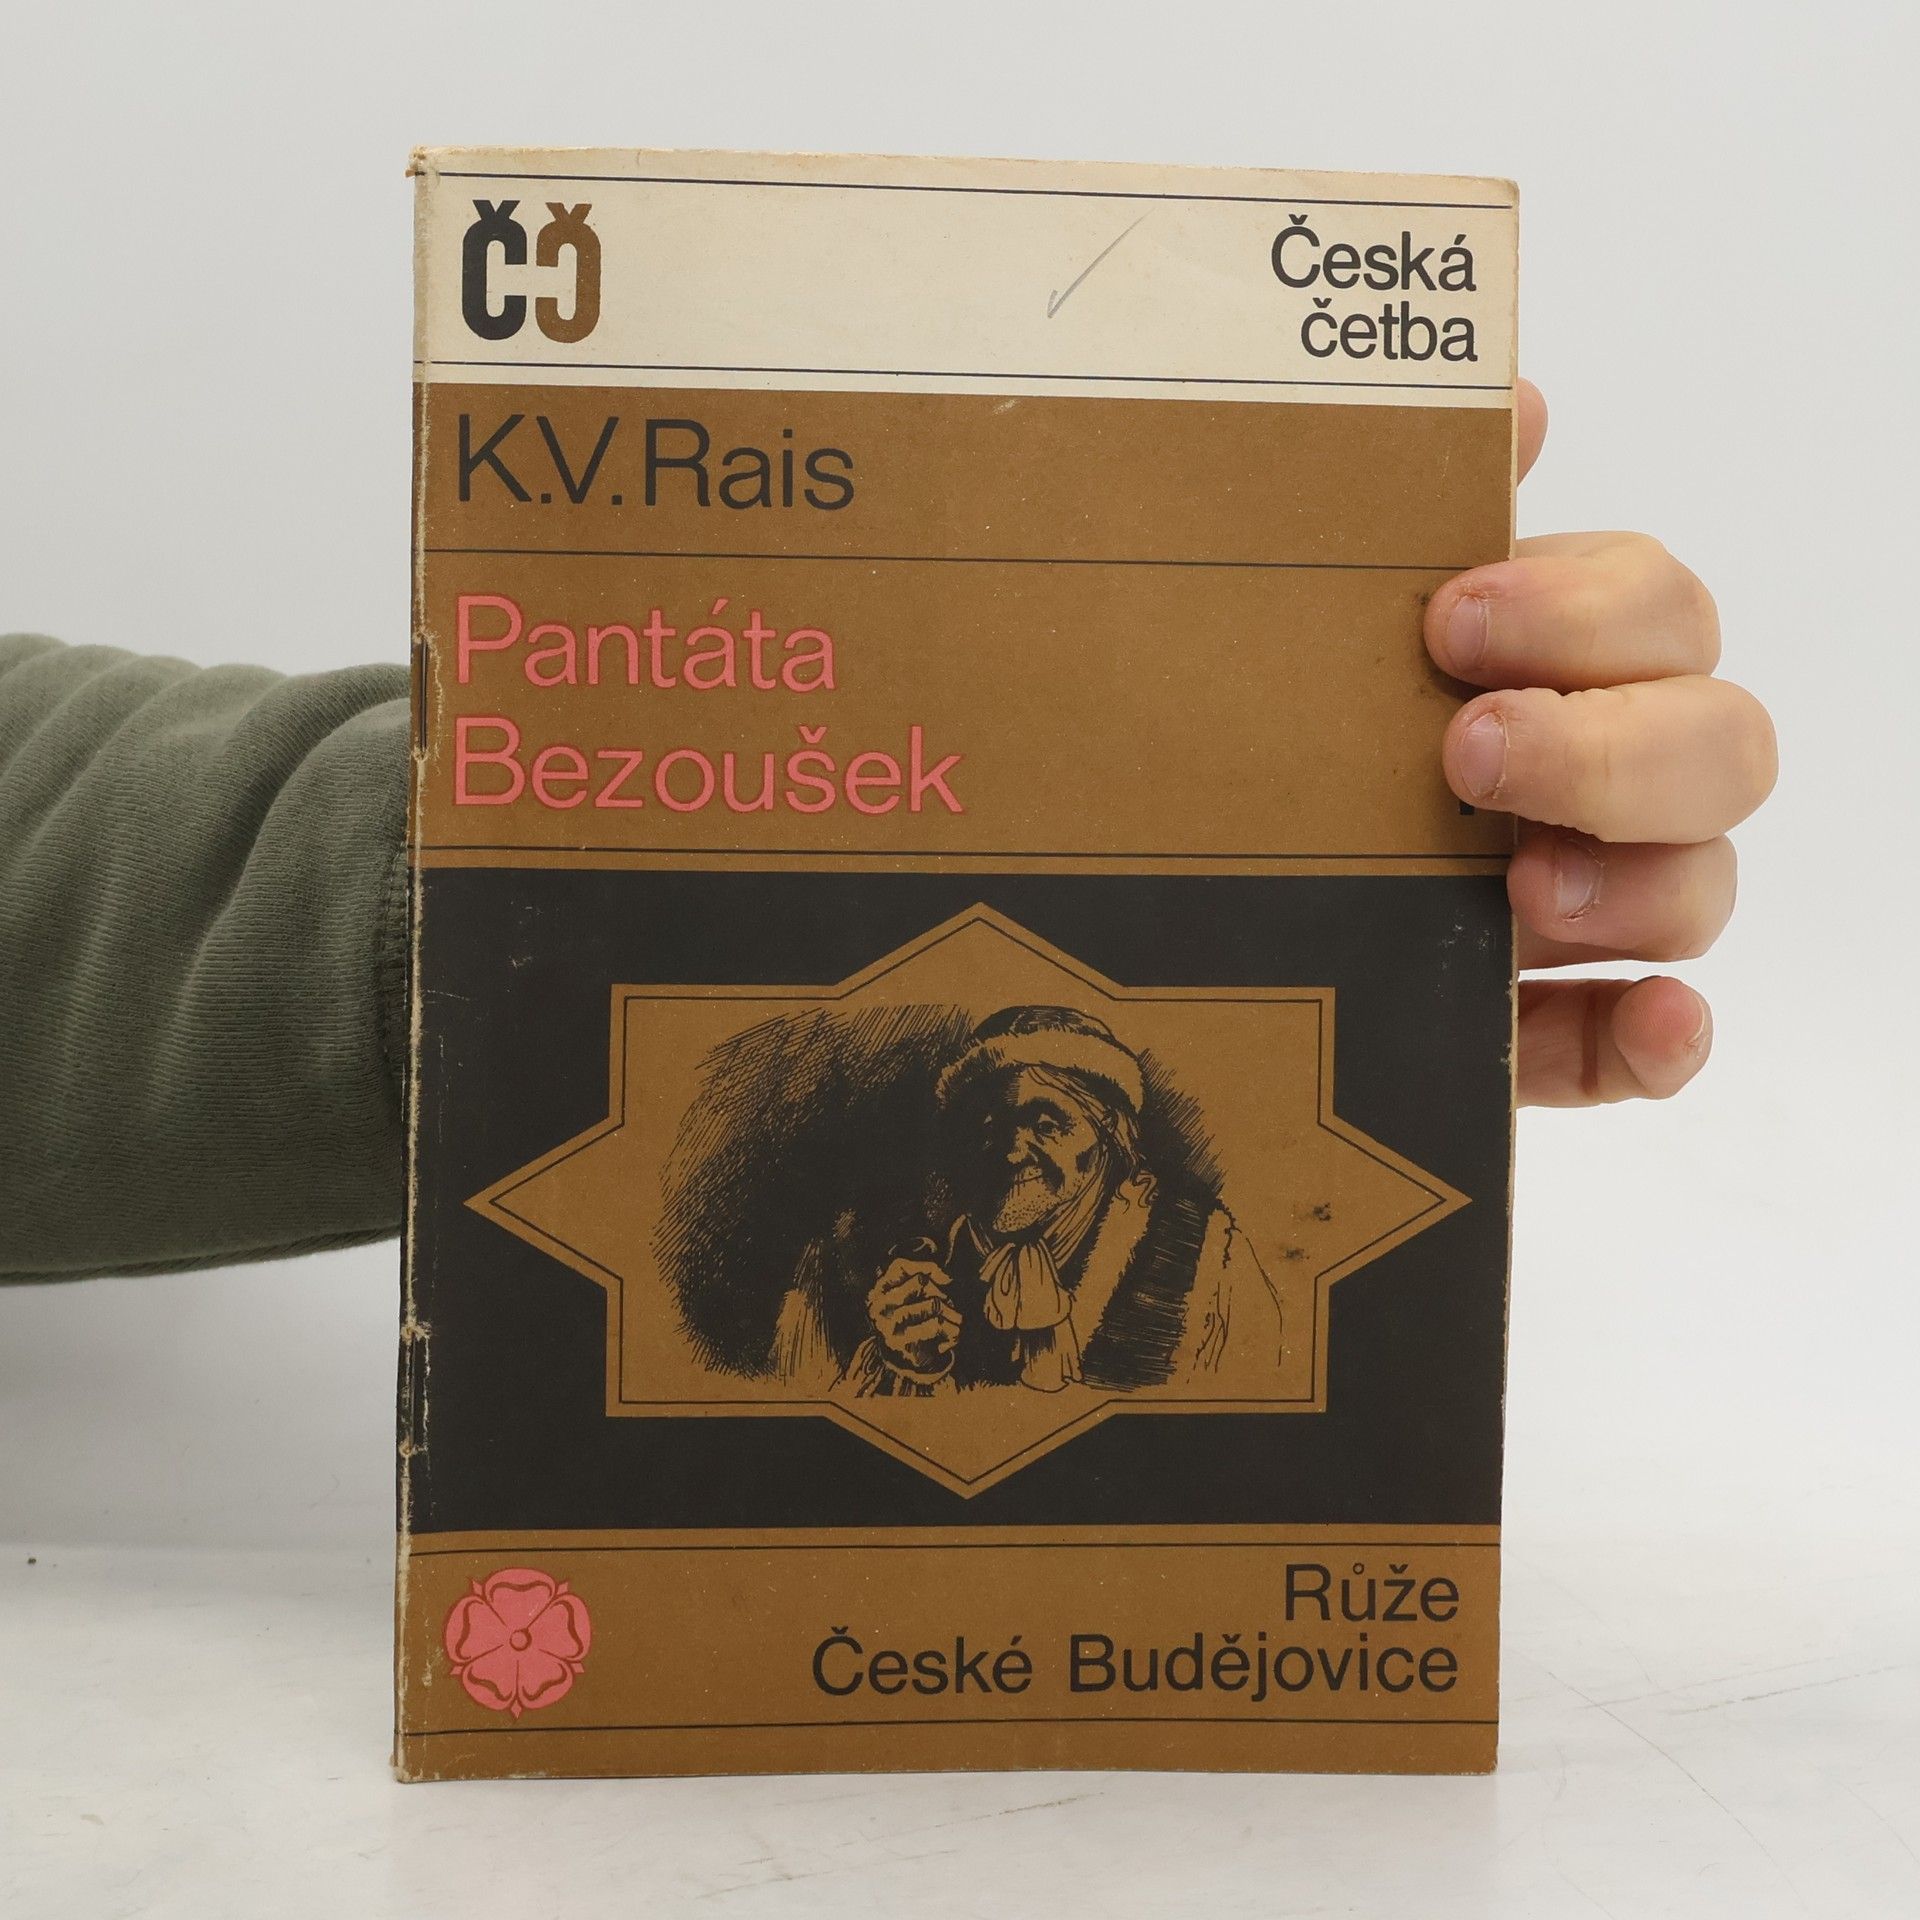 ČČ
Česká
četba
K.V. Rais
Pantáta
Bezoušek
Růže
České Budějovice